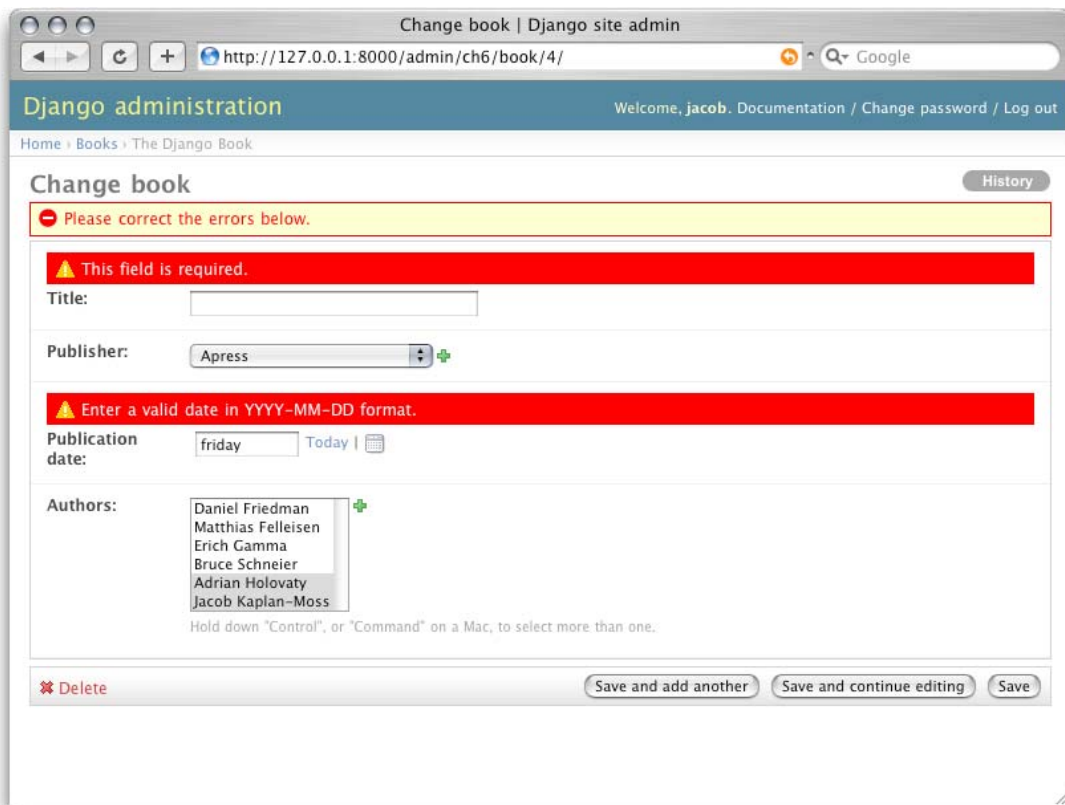 Change book | Django site admin
http://127.0.0.1:8000/admin/ch6/book/4/
Google
Django administration
Welcome, jacob. Documentation / Change password / Log out
Home › Books › The Django Book
Change book
History
Please correct the errors below.
This field is required.
Title:
Publisher:
Apress
Enter a valid date in YYYY-MM-DD format.
Publication
date:
friday
Today |
Authors:
Daniel Friedman
Matthias Felleisen
Erich Gamma
Bruce Schneier
Adrian Holovaty
Jacob Kaplan-Moss
Hold down "Control", or "Command" on a Mac, to select more than one.
Delete
Save and add another
Save and continue editing
Save